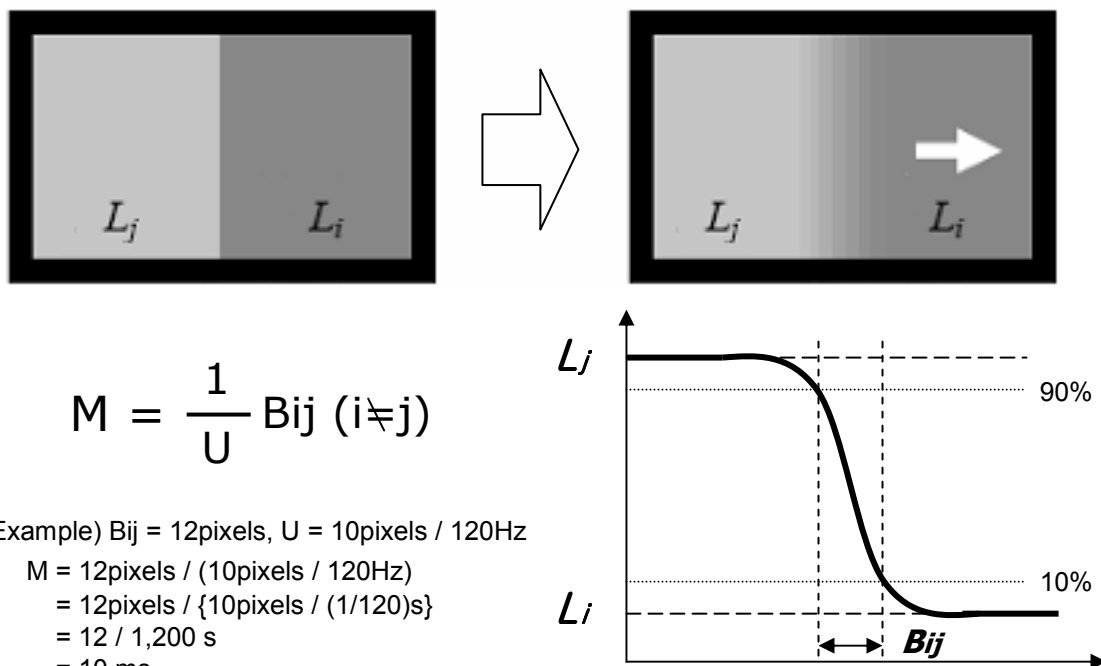 Lj Li
Lj Li
M = 1/U Bij (i≒j)
Example) Bij = 12pixels, U = 10pixels / 120Hz
M = 12pixels / (10pixels / 120Hz)
= 12pixels / {10pixels / (1/120)s}
= 12 / 1,200 s
= 10 ms
Lj
90%
10%
Li
Bij